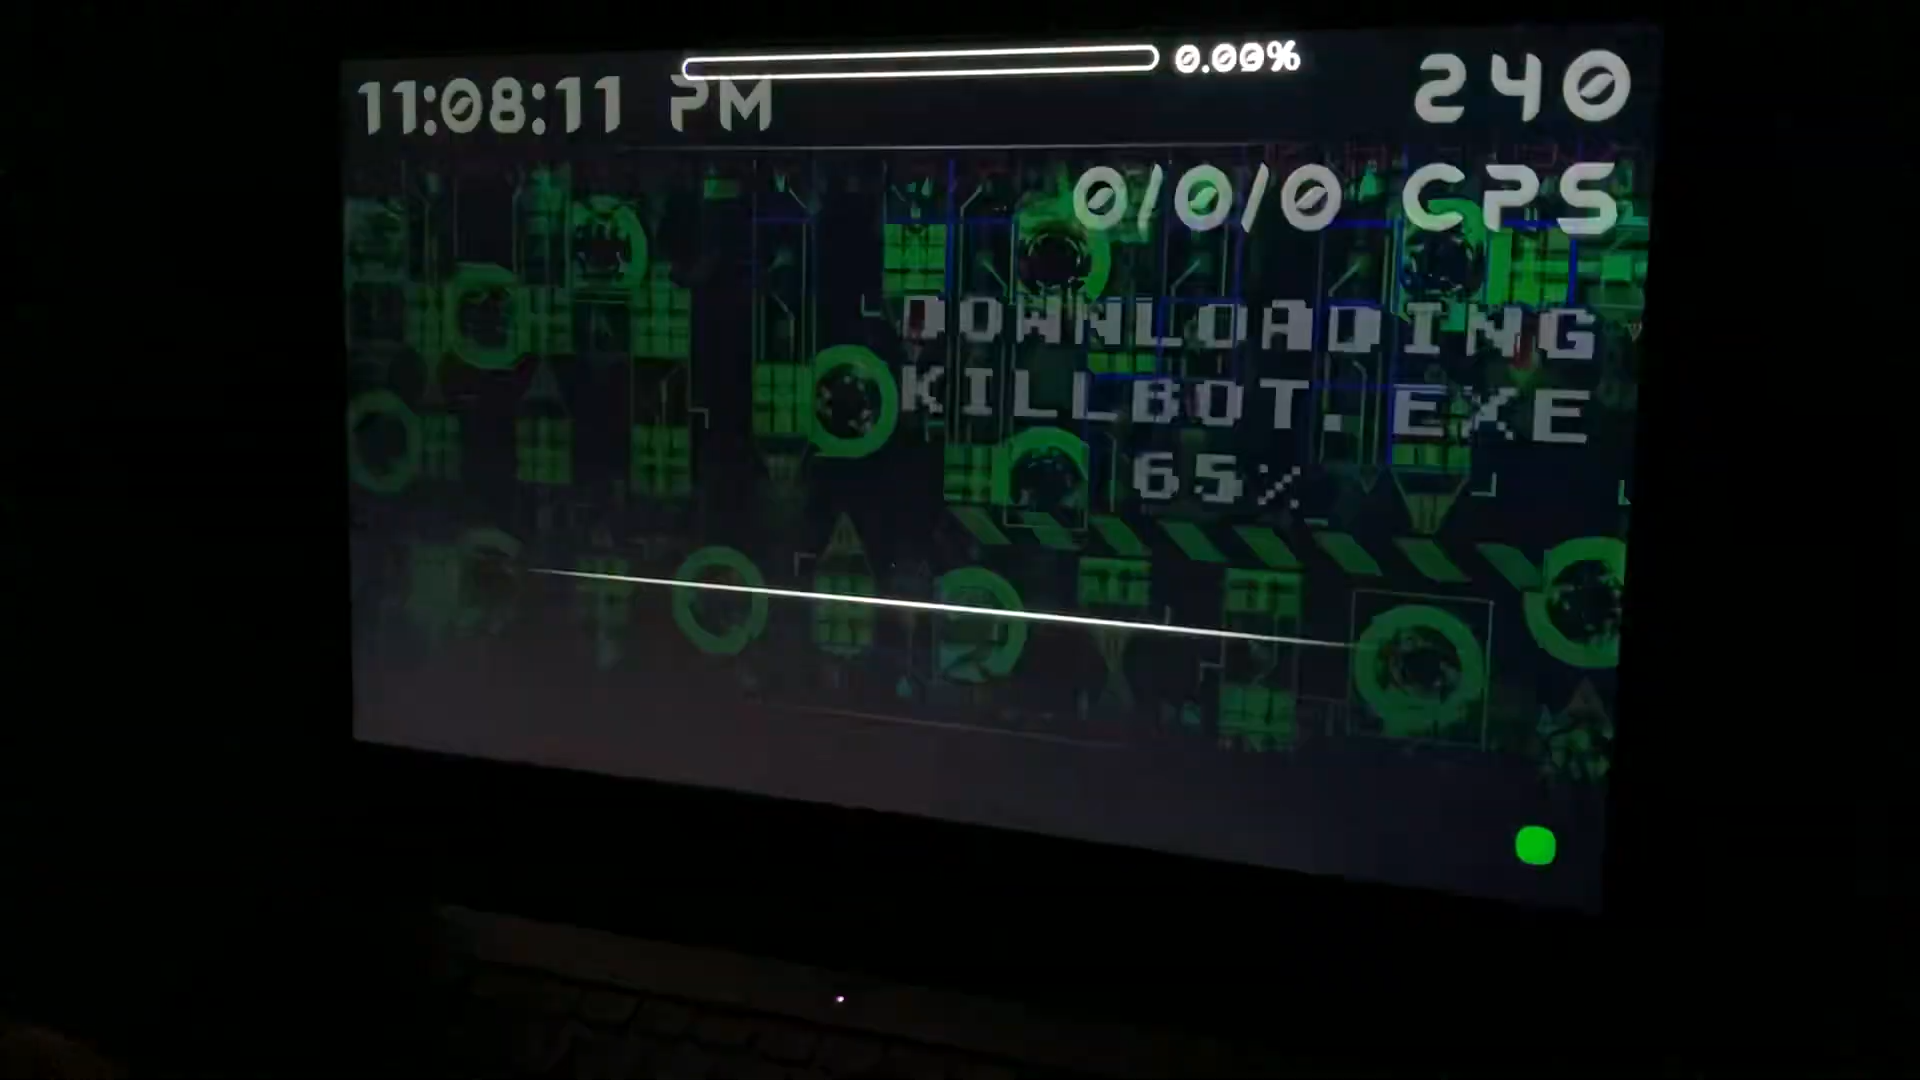 0.00%
11:08:11 PM
240
0/0/0 CPS
DOWNLOADING
KILLBOT.EXE
65%